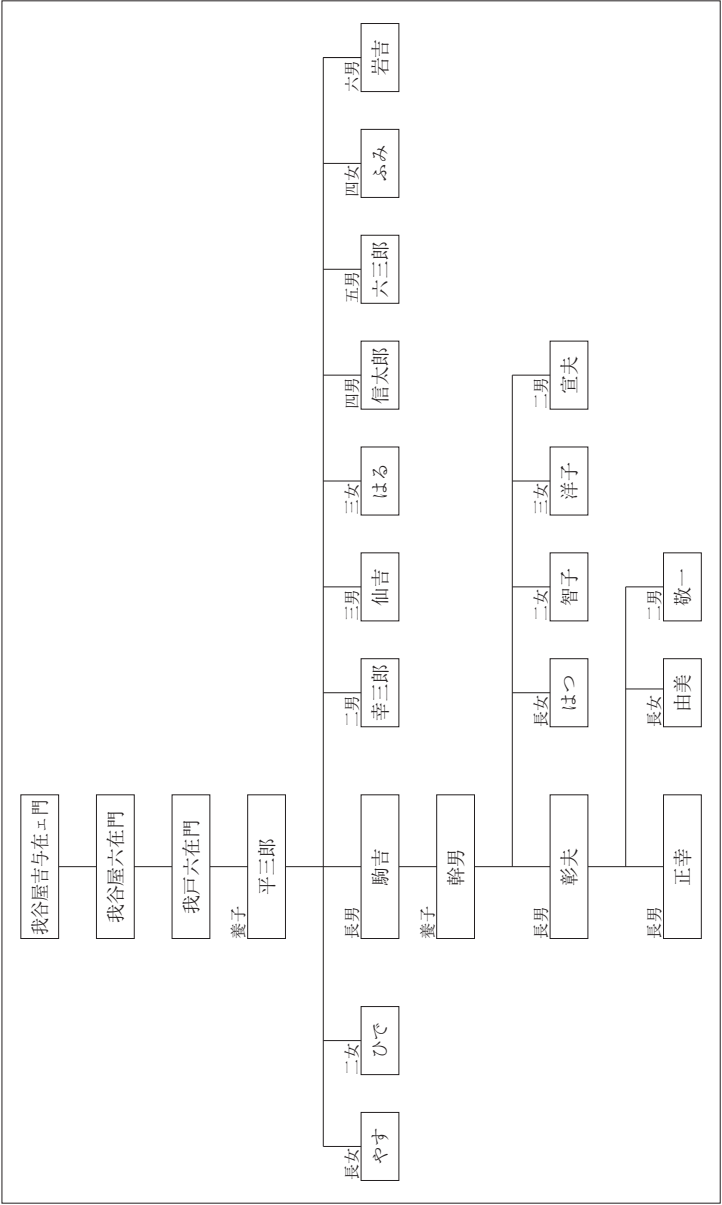 我谷屋吉与在ェ門
我谷屋六在門
我戸六在門
養子
平三郎
長女
やす
二女
ひで
長男
駒吉
二男
幸三郎
三男
仙吉
三女
はる
四男
信太郎
五男
六三郎
四女
ふみ
六男
岩吉
養子
幹男
長男
彰夫
長女
はつ
二女
智子
三女
洋子
二男
宣夫
長男
正幸
長女
由美
二男
敬一